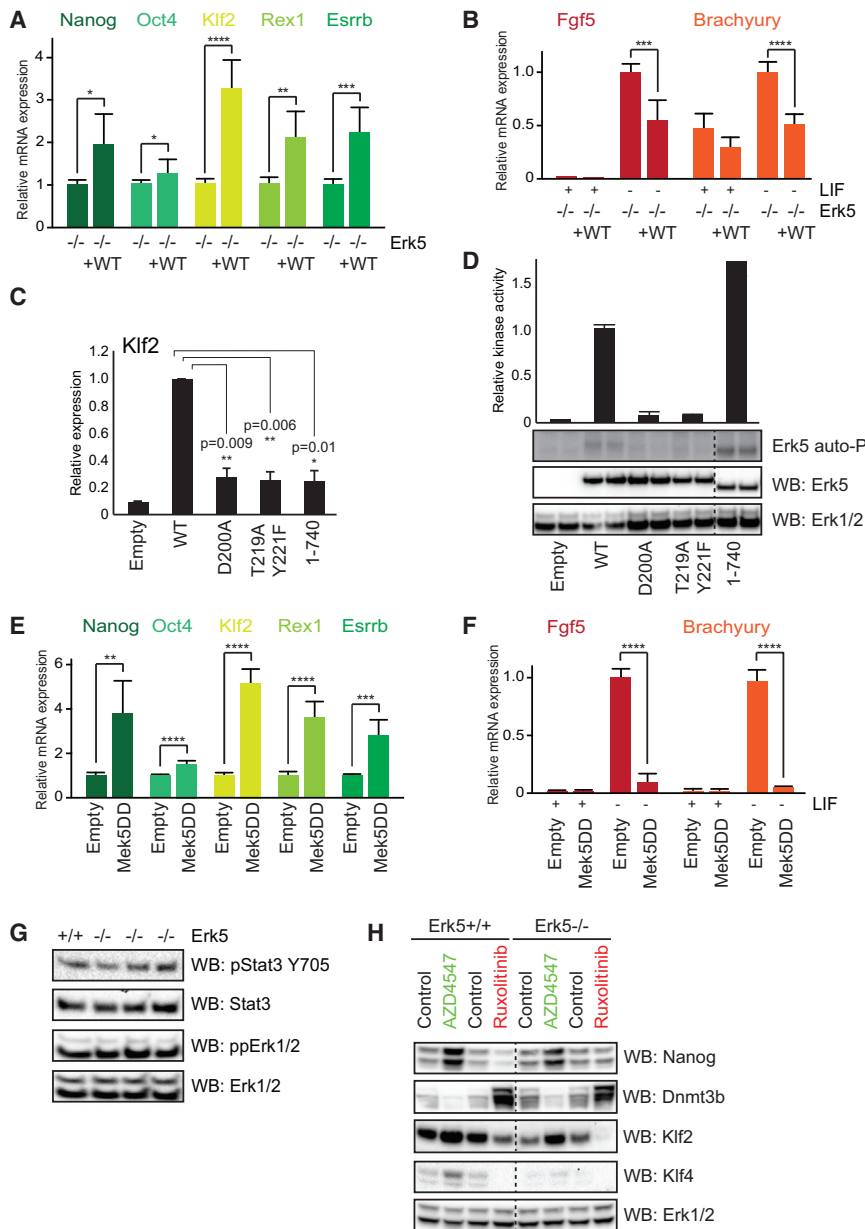 A
Nanog Oct4 Klf2 Rex1 Esrrb
Relative mRNA expression
4
3
2
1
0
* * **** ** ***
-/- -/- -/- -/- -/- -/- -/- -/- -/- -/- Erk5
+WT +WT +WT +WT +WT
B
Fgf5 Brachyury
Relative mRNA expression
1.0
0.5
0
*** ****
+ + - - + + - - LIF
-/- -/- -/- -/- -/- -/- -/- -/- Erk5
+WT +WT +WT +WT
C
Klf2
Relative expression
1.2
1.0
0.8
0.6
0.4
0.2
0
p=0.009
**
p=0.006
**
p=0.01
*
Empty
WT
D200A
T219A
Y221F
1-740
D
Relative kinase activity
1.5
1.0
0.5
0
Erk5 auto-P
WB: Erk5
WB: Erk1/2
Empty
WT
D200A
T219A
Y221F
1-740
E
Nanog Oct4 Klf2 Rex1 Esrrb
Relative mRNA expression
6
4
2
0
** **** **** **** ***
Empty
Mek5DD
Empty
Mek5DD
Empty
Mek5DD
Empty
Mek5DD
Empty
Mek5DD
F
Fgf5 Brachyury
Relative mRNA expression
1.0
0.5
0
**** ****
+ + - - + + - - LIF
Empty
Mek5DD
Empty
Mek5DD
Empty
Mek5DD
Empty
Mek5DD
G
+/+ -/- -/- -/- Erk5
WB: pStat3 Y705
WB: Stat3
WB: ppErk1/2
WB: Erk1/2
H
Erk5+/+ Erk5-/-
Control
AZD4547
Control
Ruxolitinib
Control
AZD4547
Control
Ruxolitinib
WB: Nanog
WB: Dnmt3b
WB: Klf2
WB: Klf4
WB: Erk1/2